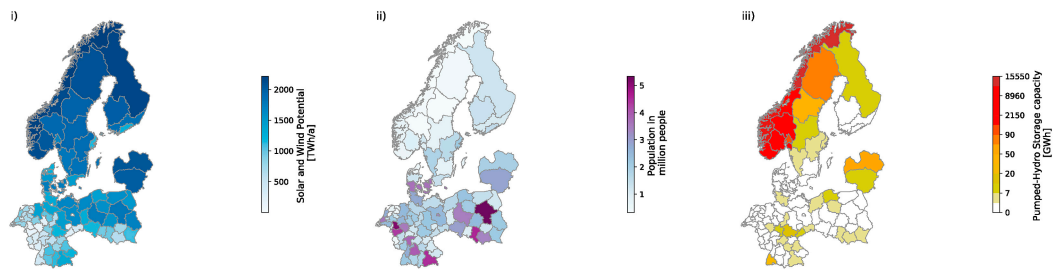 i)
2000
1500
1000
500
Solar and Wind Potential
[TWh/a]
ii)
5
4
3
2
1
Population in
million people
iii)
15550
8960
2150
90
50
20
7
0
Pumped-Hydro Storage capacity
[GWh]